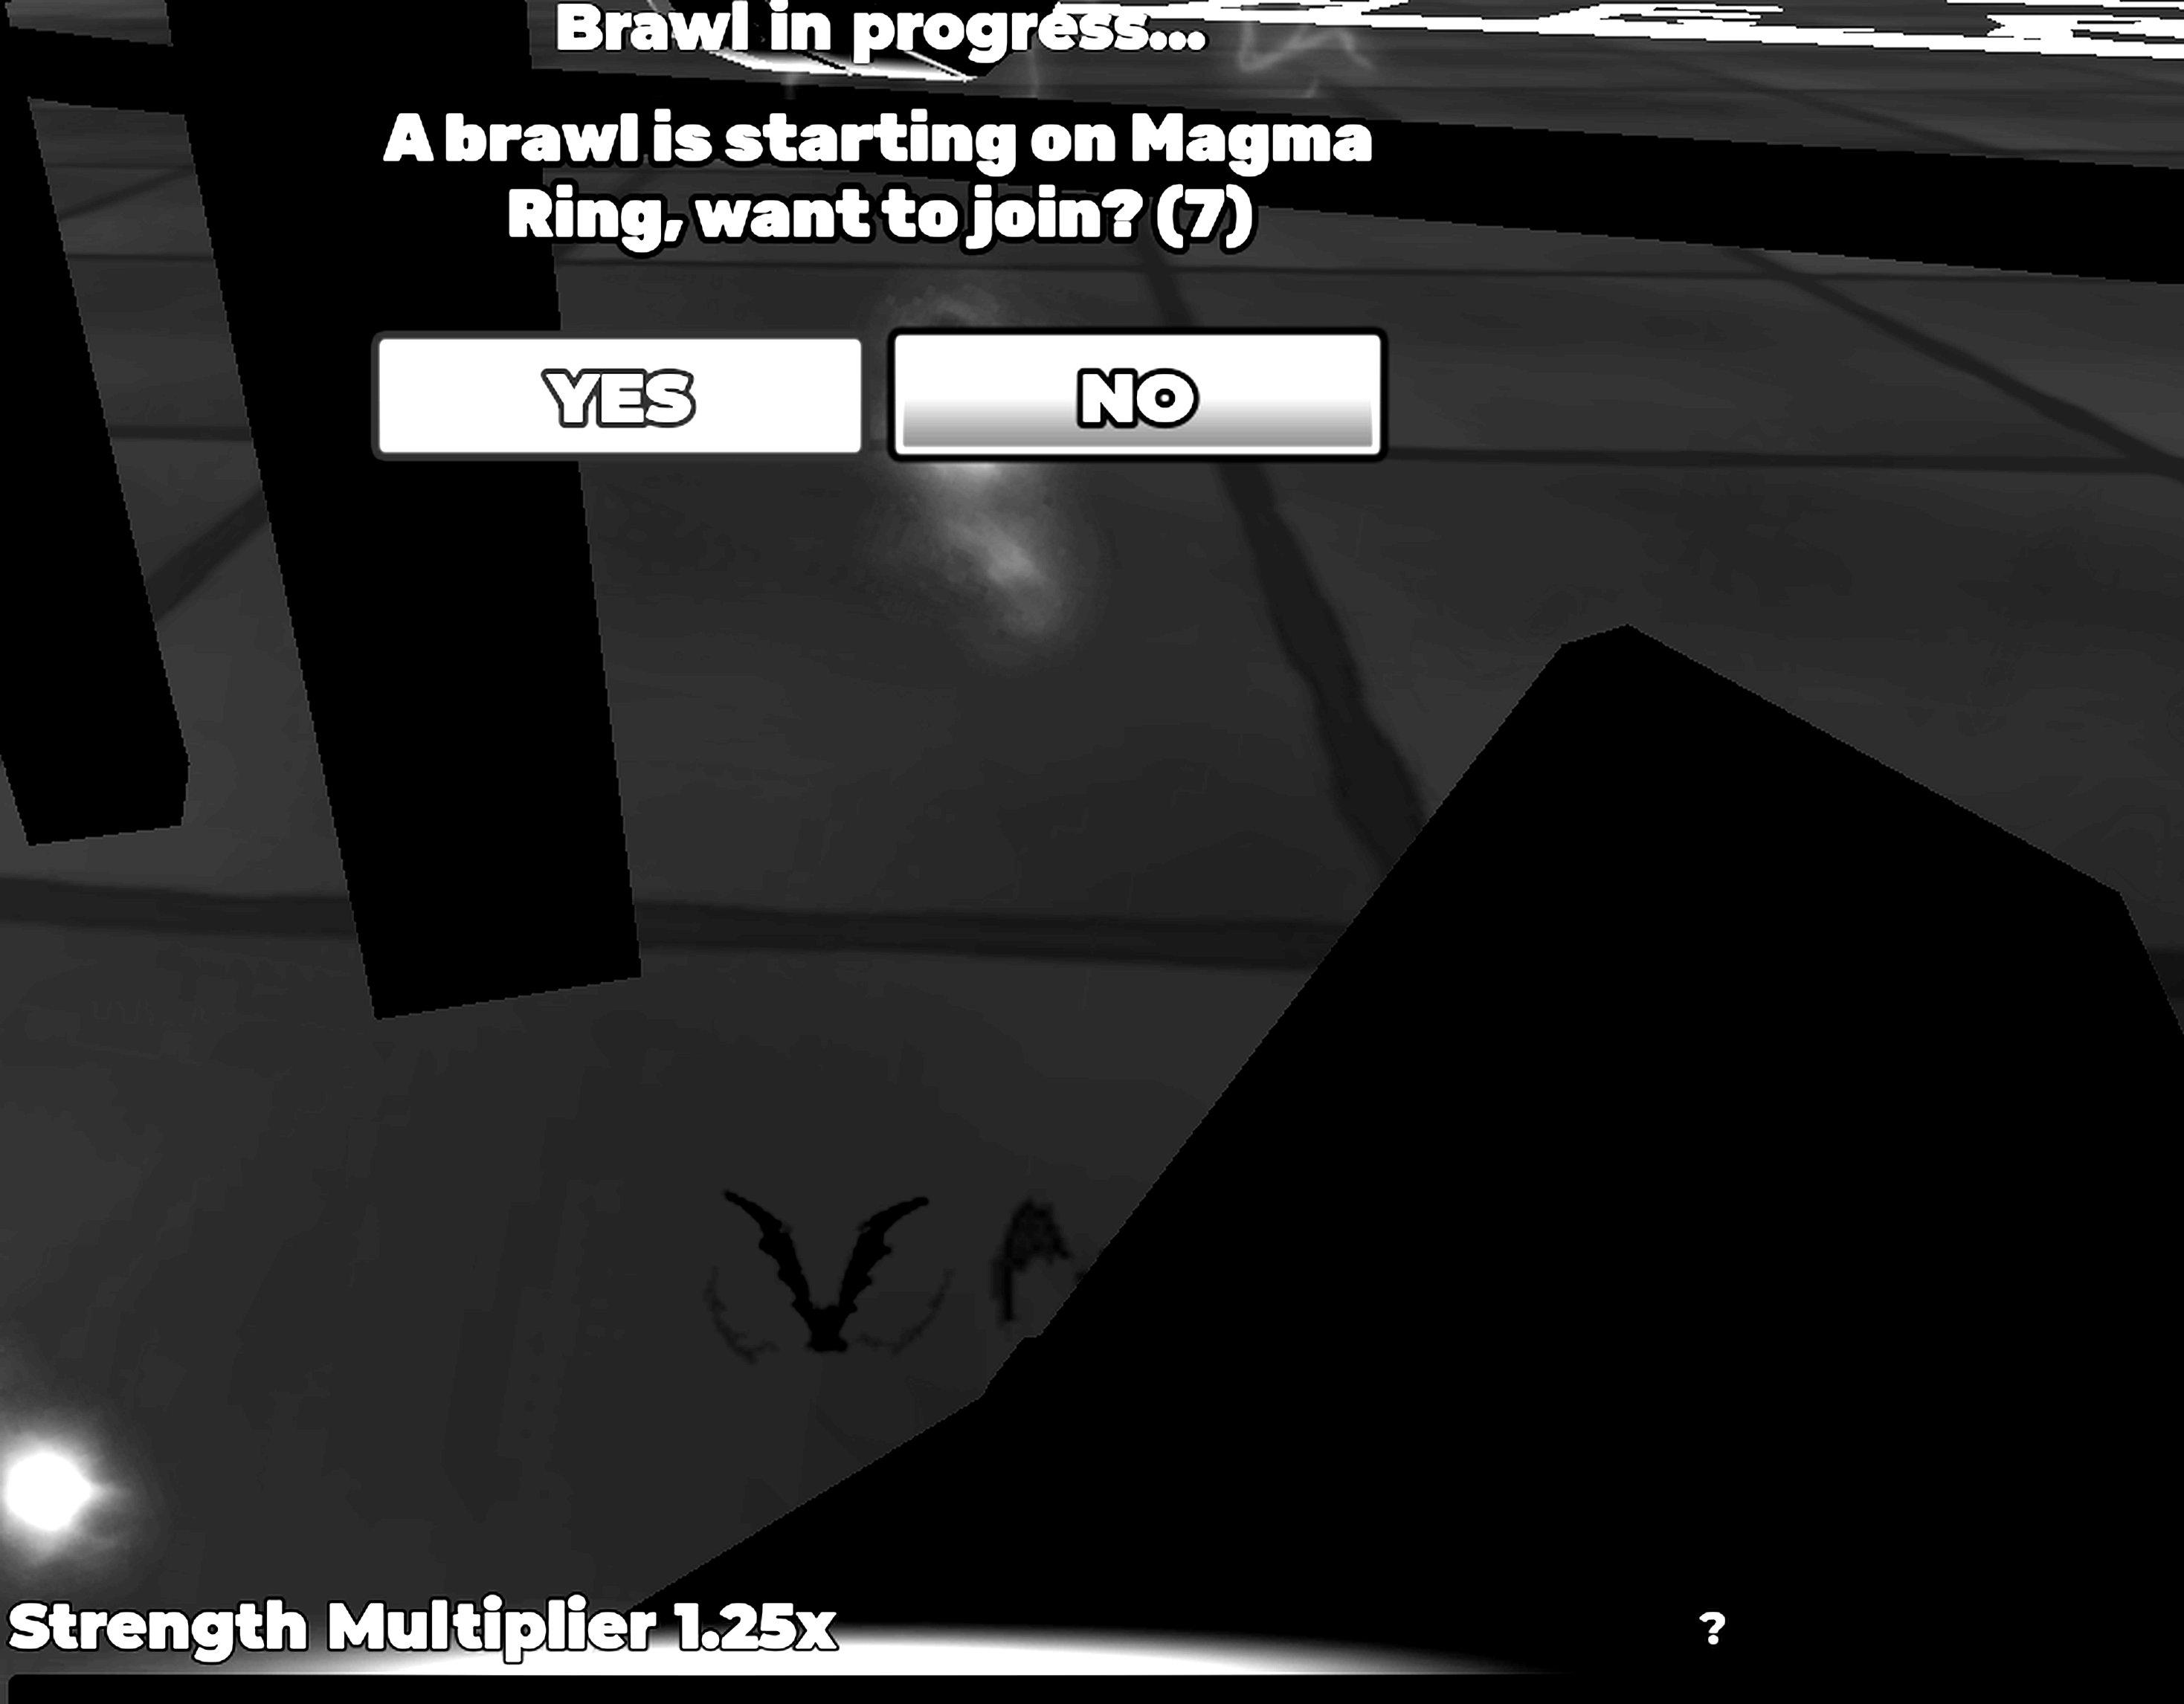 Brawl in progress...
A brawl is starting on Magma
Ring, want to join? (7)
YES
NO
Strength Multiplier 1.25x
?